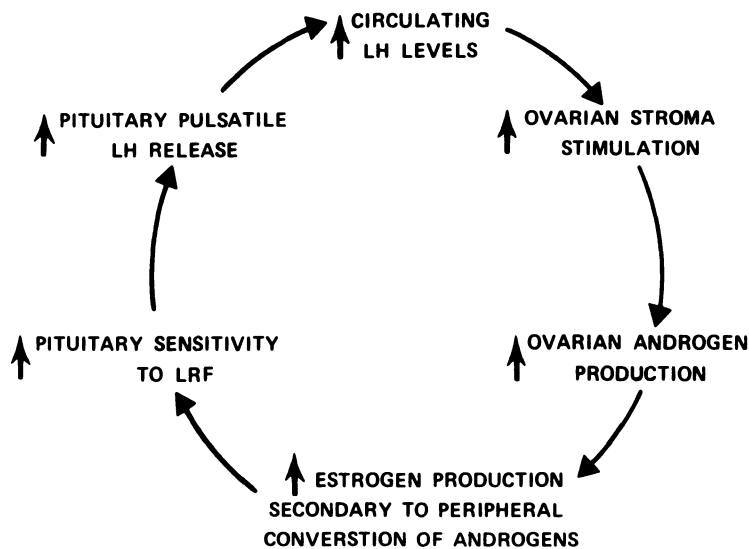 CIRCULATING
LH LEVELS
OVARIAN STROMA
STIMULATION
OVARIAN ANDROGEN
PRODUCTION
ESTROGEN PRODUCTION
SECONDARY TO PERIPHERAL
CONVERSTION OF ANDROGENS
PITUITARY SENSITIVITY
TO LRF
PITUITARY PULSATILE
LH RELEASE